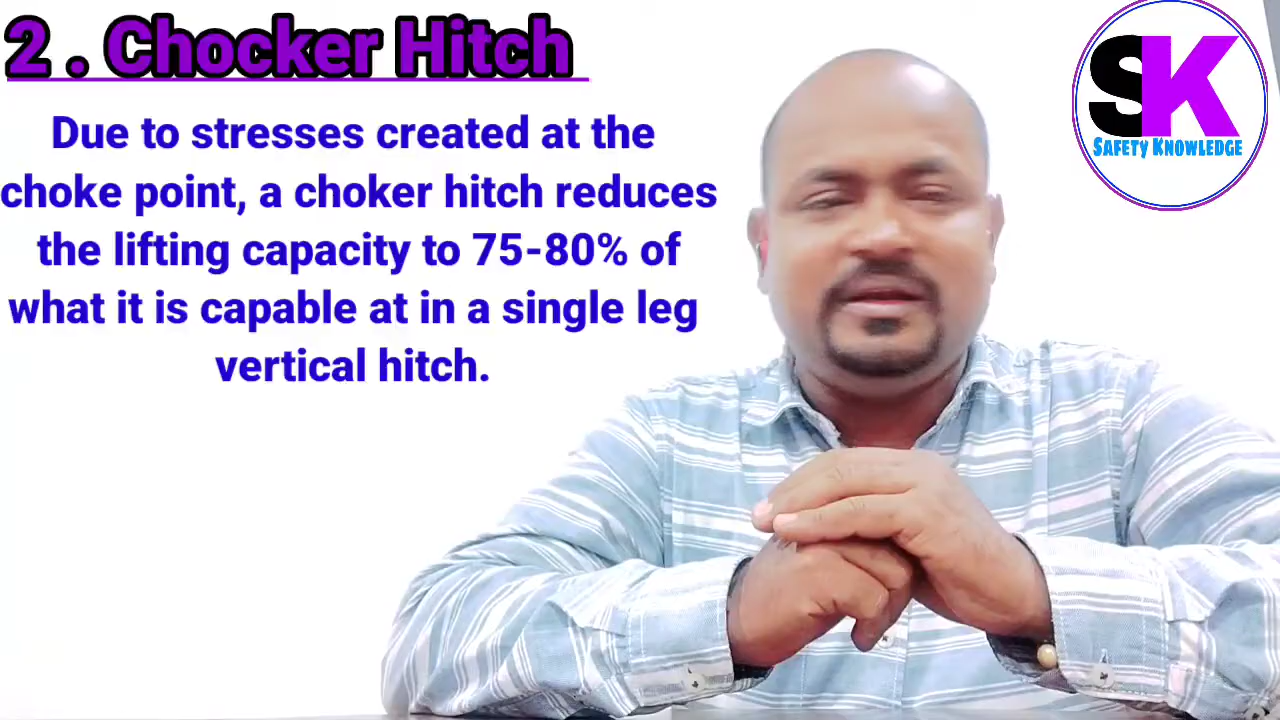 2 . Chocker Hitch
Due to stresses created at the
choke point, a choker hitch reduces
the lifting capacity to 75-80% of
what it is capable at in a single leg
vertical hitch.
SK
SAFETY KNOWLEDGE